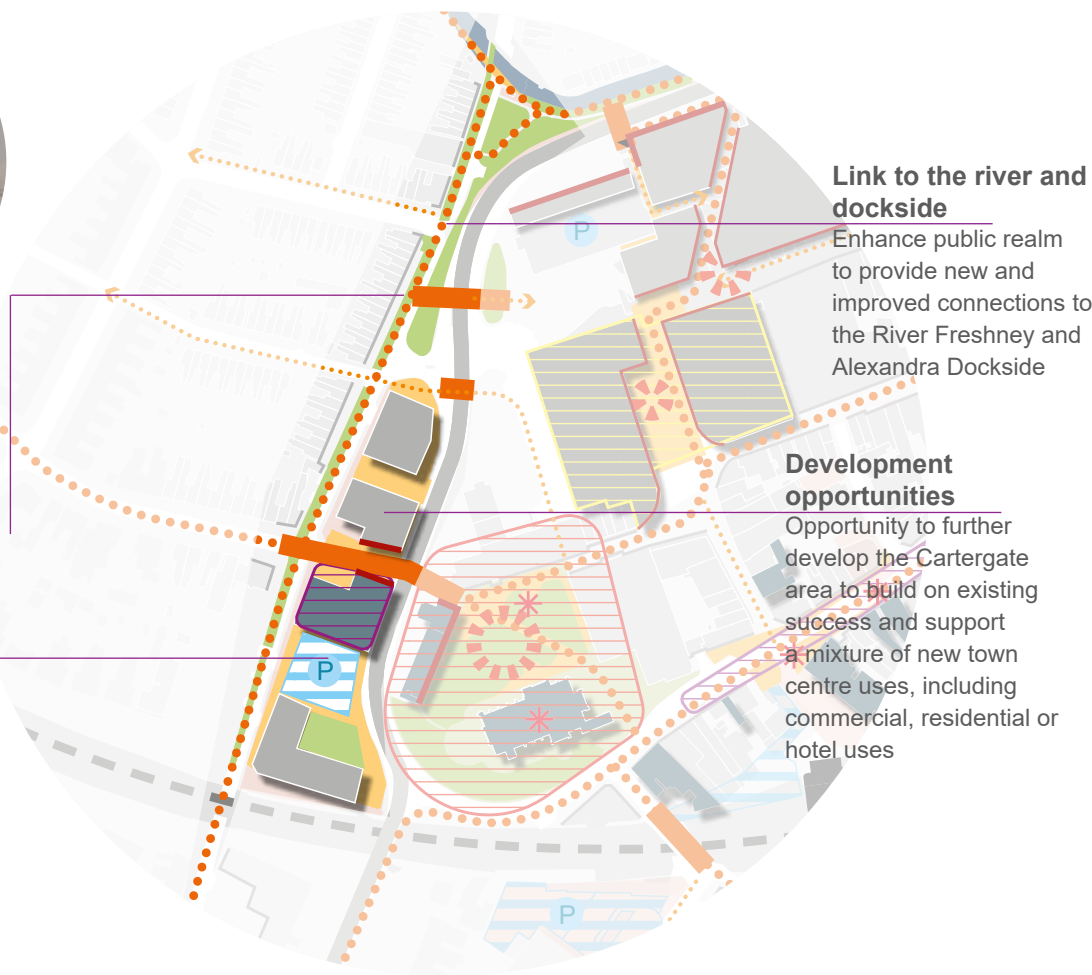 Link to the river and
dockside
Enhance public realm
to provide new and
improved connections to
the River Freshney and
Alexandra Dockside
P
Development
opportunities
Opportunity to further
develop the Cartergate
area to build on existing
success and support
a mixture of new town
centre uses, including
commercial, residential or
hotel uses
P
P